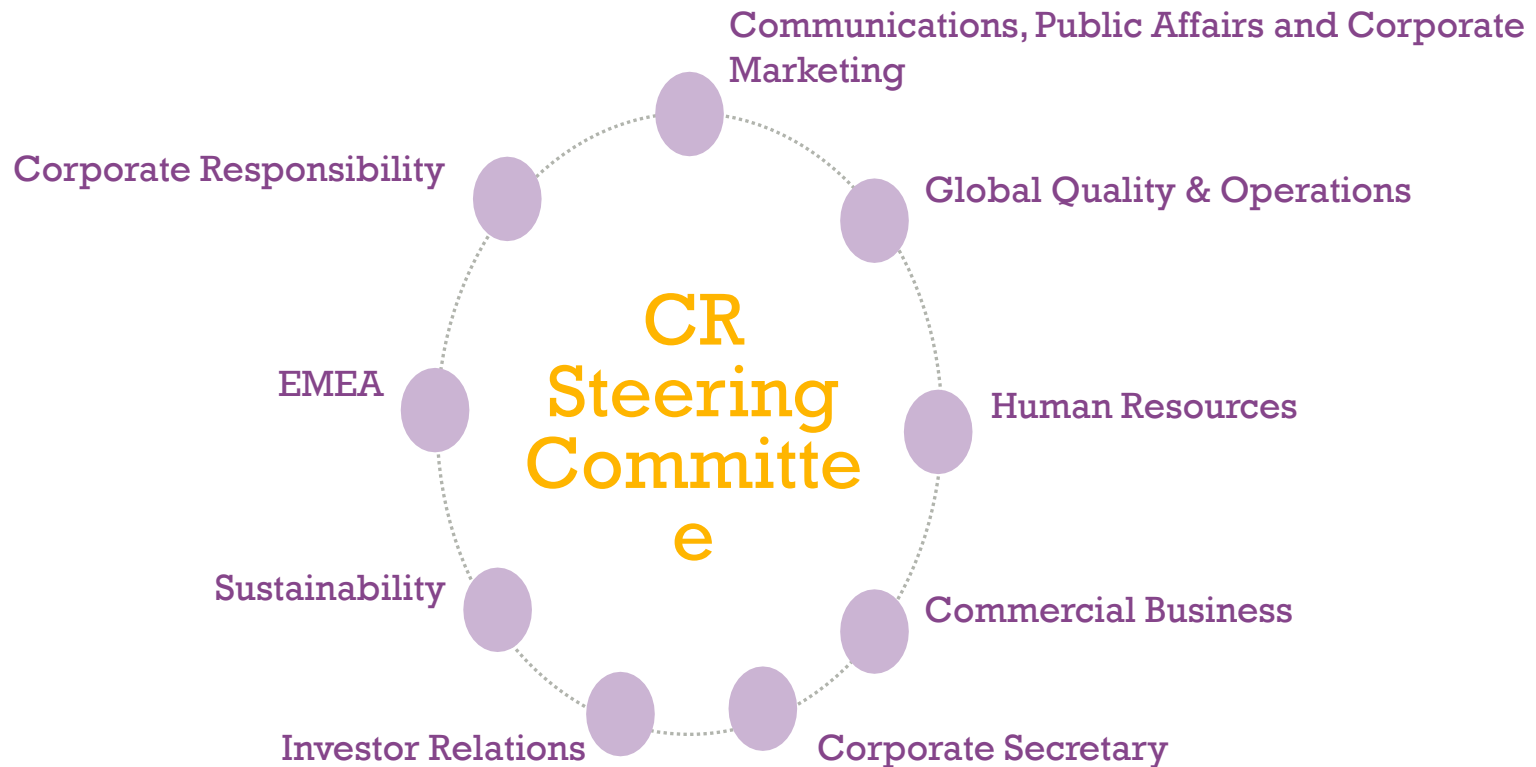 Communications, Public Affairs and Corporate
Marketing
Corporate Responsibility
Global Quality & Operations
CR
Steering
Committe
e
EMEA
Human Resources
Sustainability
Commercial Business
Investor Relations
Corporate Secretary